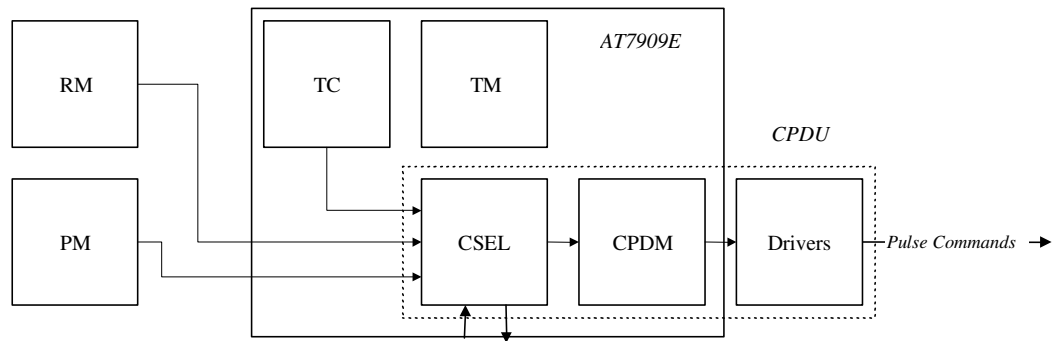 AT7909E
RM
TC
TM
CPDU
PM
CSEL
CPDM
Drivers
Pulse Commands